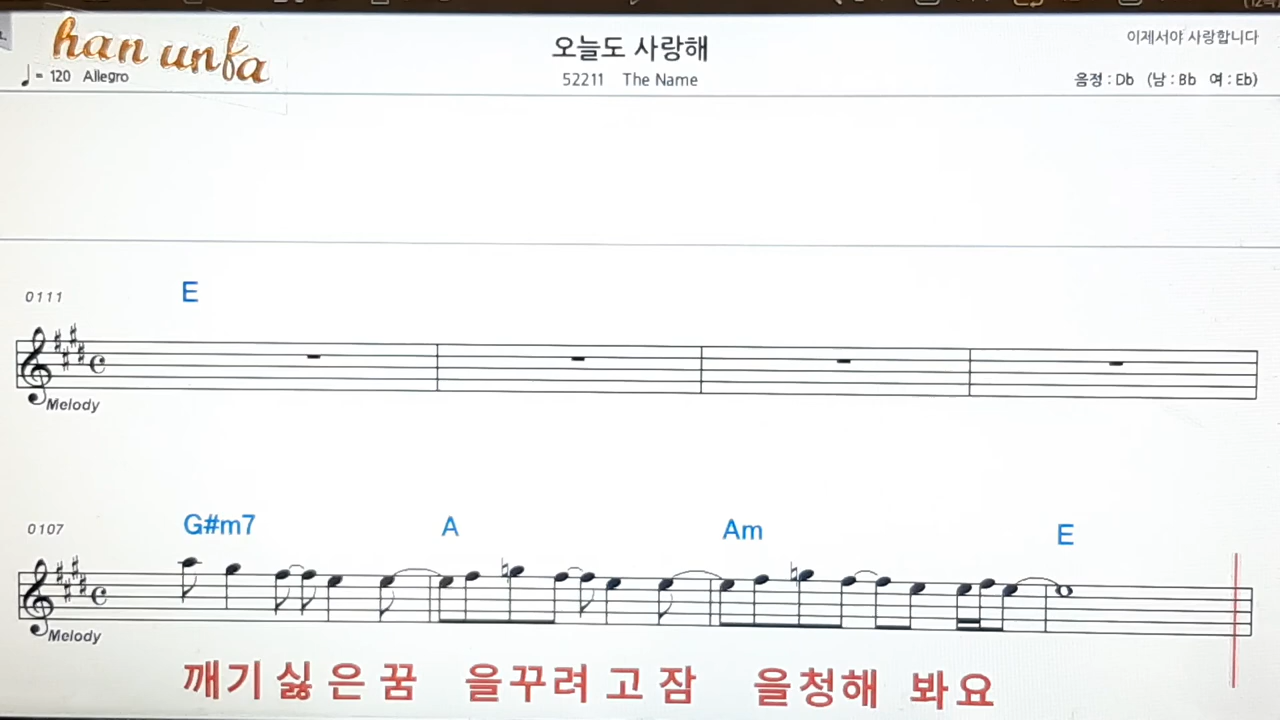 han unfa
오늘도 사랑해
이제서야 사랑합니다
♩= 120 Allegro
52211 The Name
음정 : Db (남 : Bb 여 : Eb)
0111
E
Melody
0107
G#m7 A Am E
Melody
깨기싫은꿈 을꾸려고잠 을청해 봐요